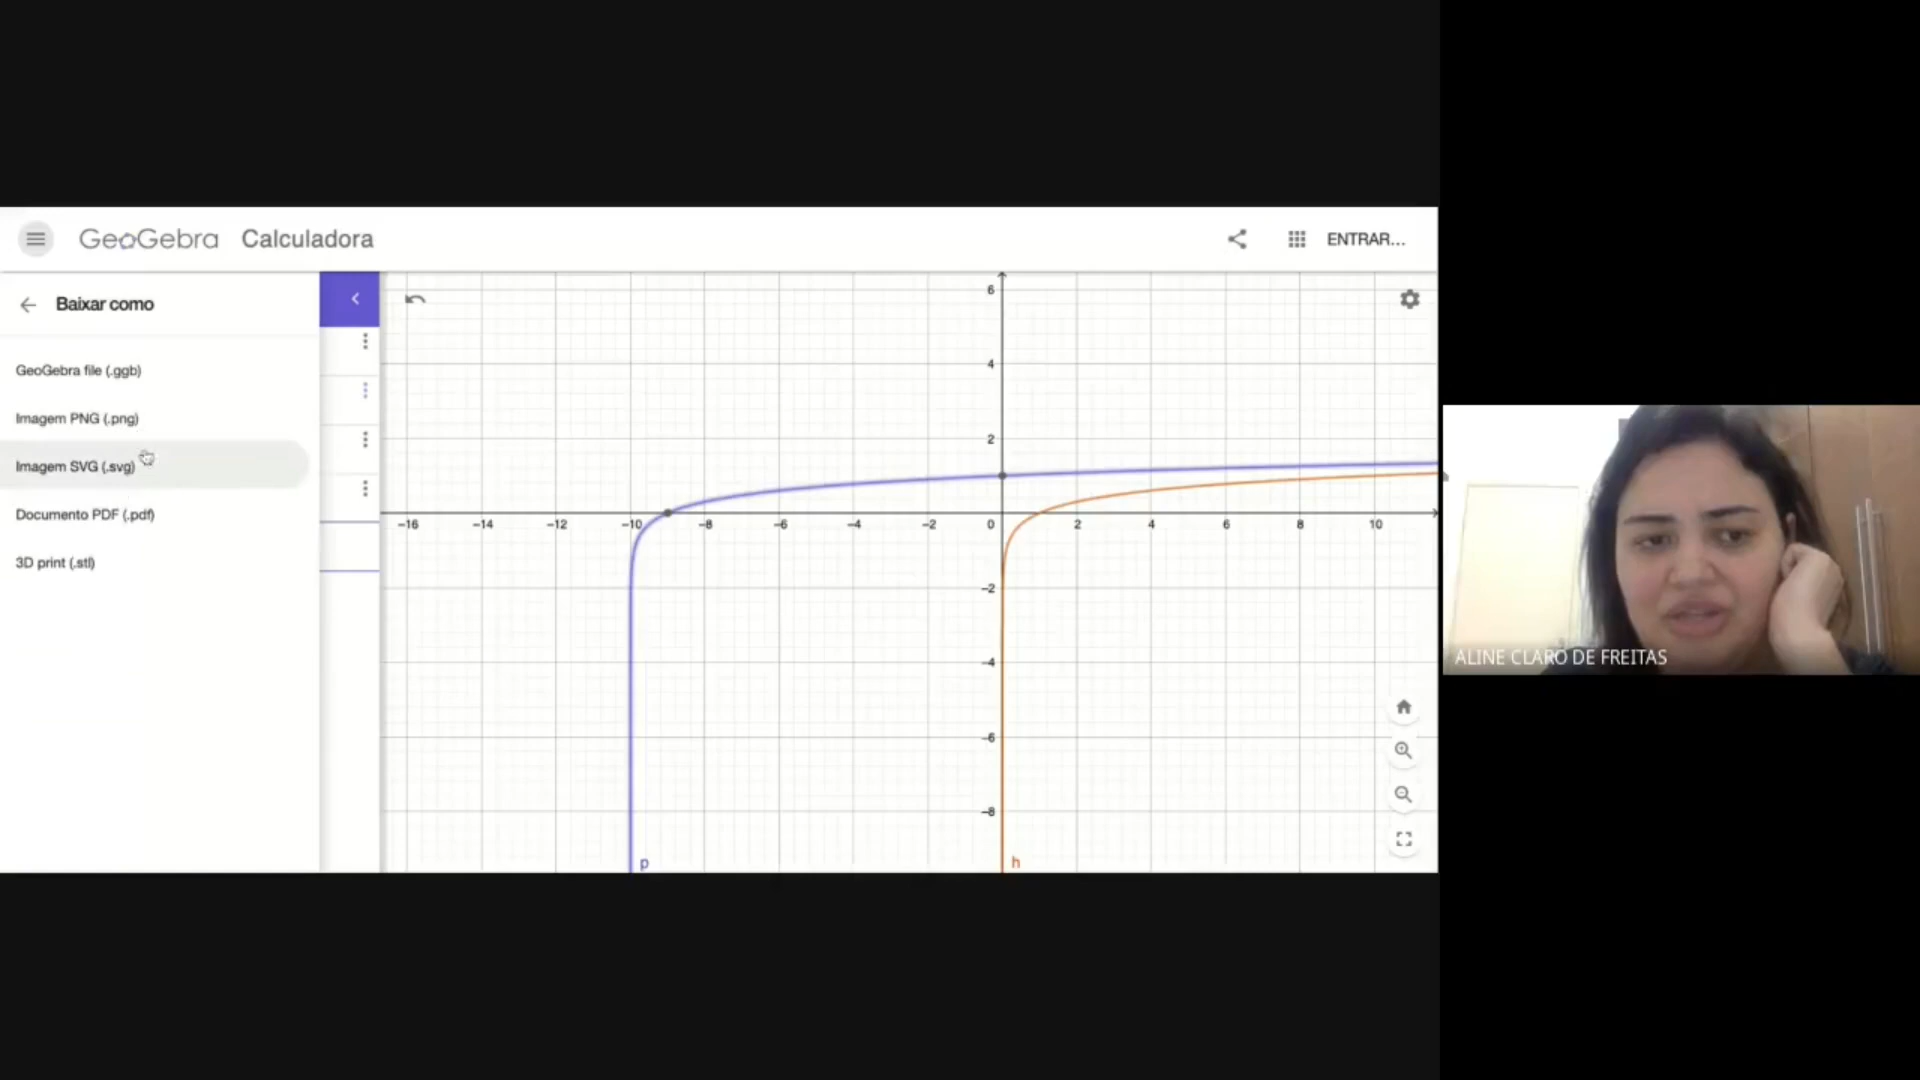 GeoGebra Calculadora
ENTRAR...
Baixar como
GeoGebra file (.ggb)
Imagem PNG (.png)
Imagem SVG (.svg)
Documento PDF (.pdf)
3D print (.stl)
6
4
2
−16 −14 −12 −10 −8 −6 −4 −2 0 2 4 6 8 10
−2
−4
−6
−8
p
h
ALINE CLARO DE FREITAS